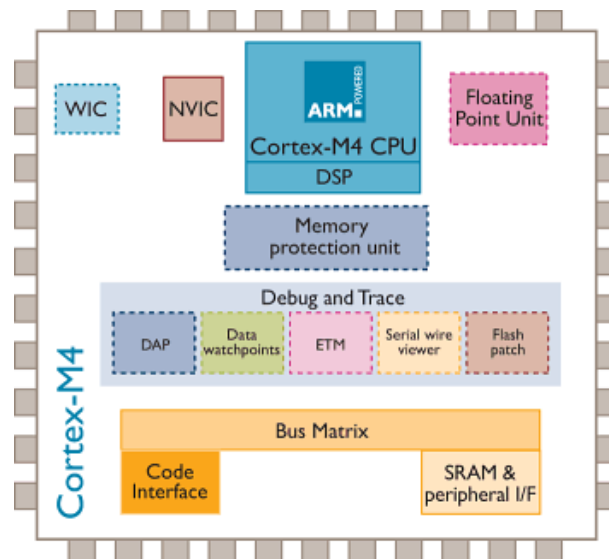 WIC
NVIC
ARM
POWERED
Cortex-M4 CPU
DSP
Floating
Point Unit
Memory
protection unit
Debug and Trace
DAP
Data
watchpoints
ETM
Serial wire
viewer
Flash
patch
Cortex-M4
Bus Matrix
Code
Interface
SRAM &
peripheral I/F